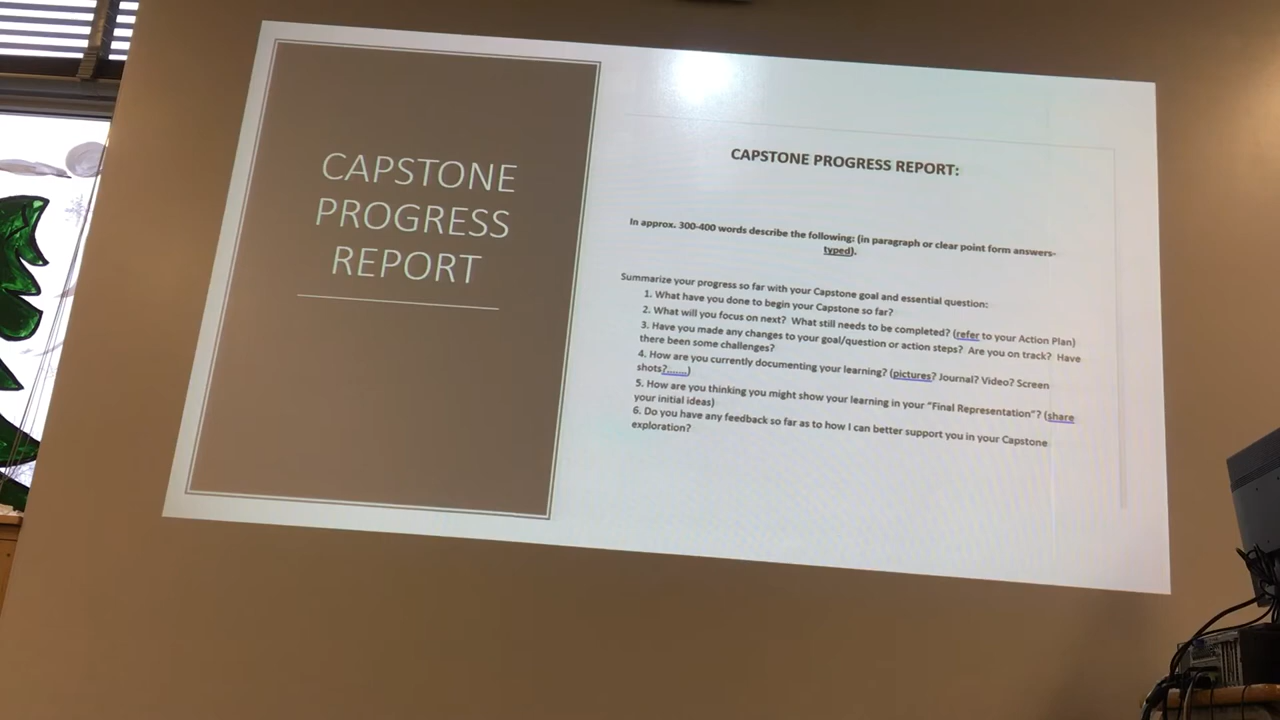 CAPSTONE
PROGRESS
REPORT
CAPSTONE PROGRESS REPORT:
In approx. 300-400 words describe the following: (in paragraph or clear point form answers-
typed).
Summarize your progress so far with your Capstone goal and essential question:
1. What have you done to begin your Capstone so far?
2. What will you focus on next? What still needs to be completed? (refer to your Action Plan)
3. Have you made any changes to your goal/question or action steps? Are you on track? Have
there been some challenges?
4. How are you currently documenting your learning? (pictures? Journal? Video? Screen
shots?.......)
5. How are you thinking you might show your learning in your “Final Representation”? (share
your initial ideas)
6. Do you have any feedback so far as to how I can better support you in your Capstone
exploration?